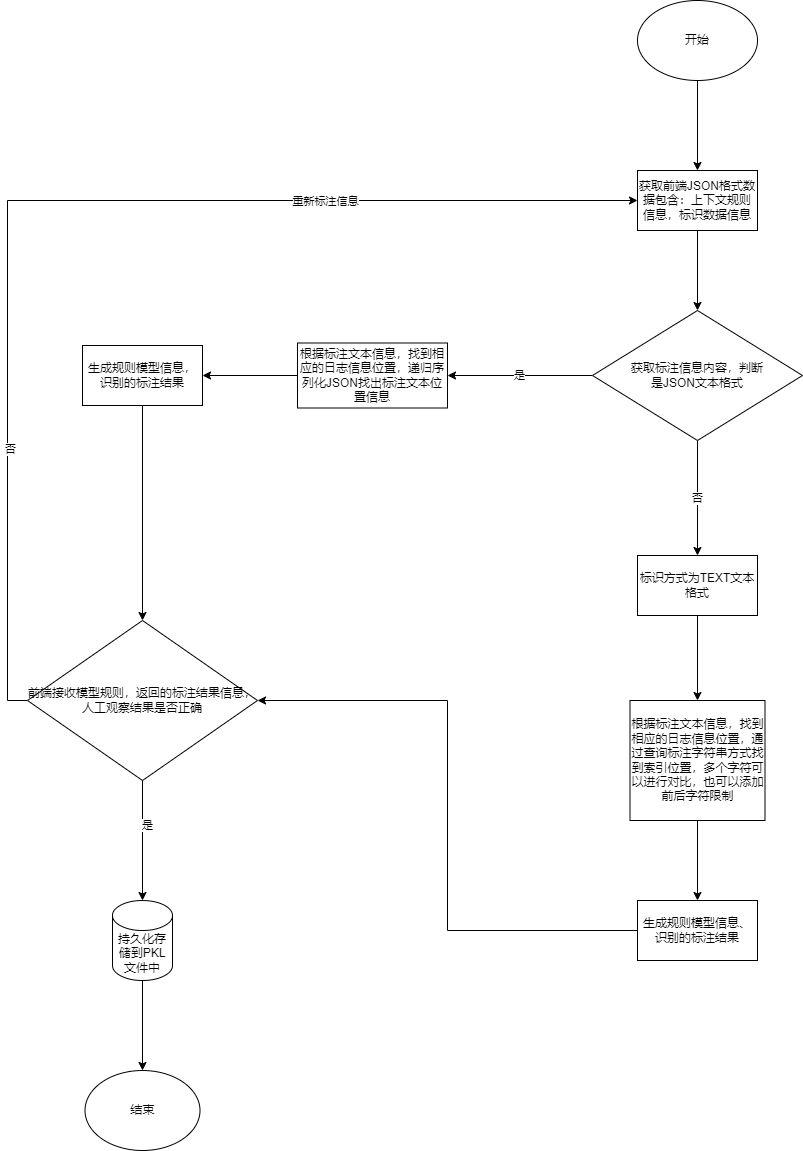 开始
获取前端JSON格式数
据包含：上下文规则
信息，标识数据信息
重新标注信息
获取标注信息内容，判断
是JSON文本格式
是
根据标注文本信息，找到相
应的日志信息位置，递归序
列化JSON找出标注文本位
置信息
生成规则模型信息，
识别的标注结果
否
否
标识方式为TEXT文本
格式
根据标注文本信息，找到
相应的日志信息位置，通
过查询标注字符串方式找
到索引位置，多个字符可
以进行对比，也可以添加
前后字符限制
前端接收模型规则，返回的标注结果信息，
人工观察结果是否正确
是
生成规则模型信息、
识别的标注结果
持久化存
储到PKL
文件中
结束